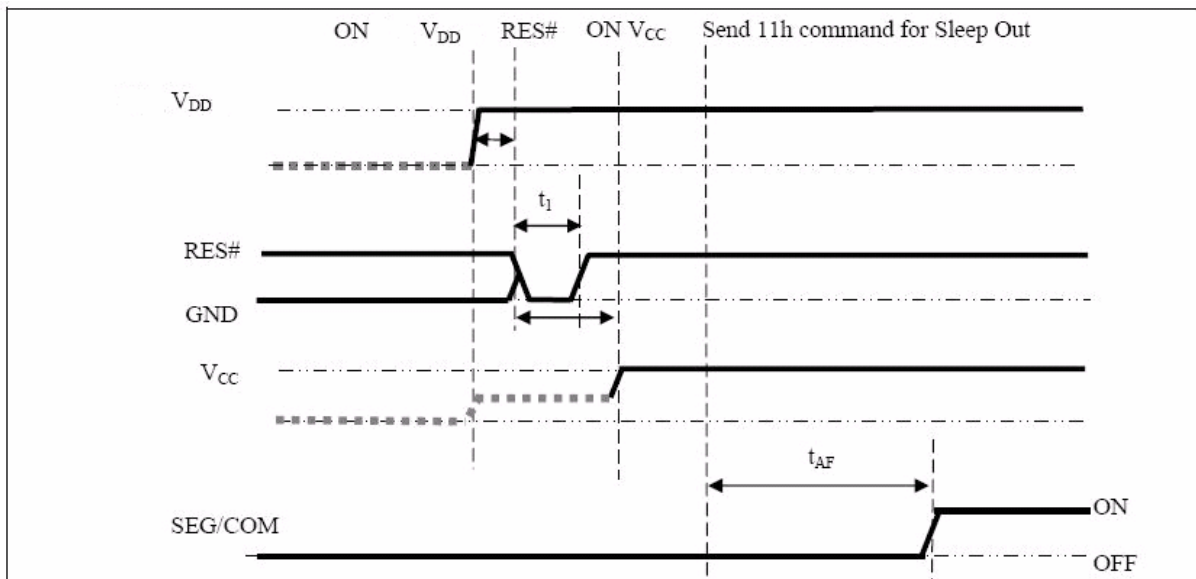 ON VDD RES# ON VCC Send 11h command for Sleep Out
VDD
t1
RES#
GND
VCC
tAF
SEG/COM
ON
OFF